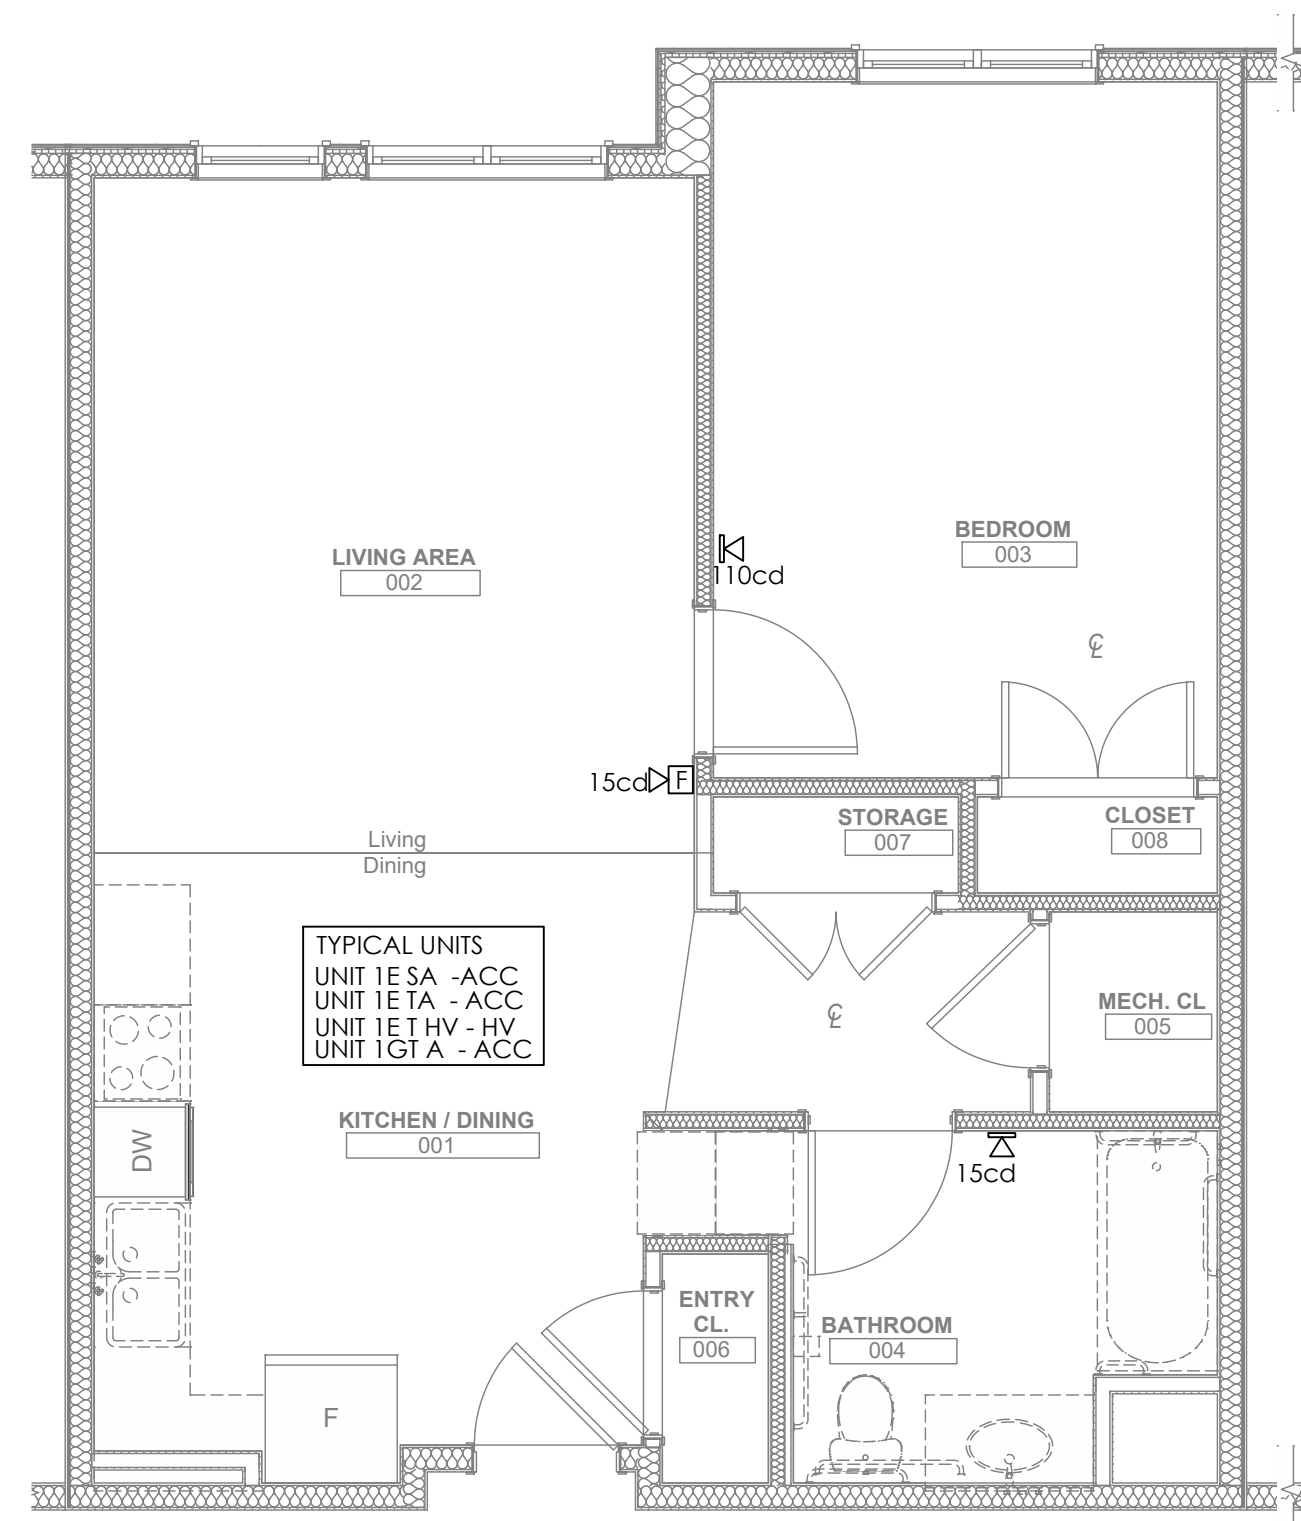 BEDROOM
003
LIVING AREA
002
110cd
℄
15cd
F
STORAGE
007
CLOSET
008
Living
Dining
TYPICAL UNITS
UNIT 1E SA -ACC
UNIT 1E TA - ACC
UNIT 1E T HV - HV
UNIT 1GT A - ACC
℄
MECH. CL
005
KITCHEN / DINING
001
DW
15cd
ENTRY
CL.
006
BATHROOM
004
F